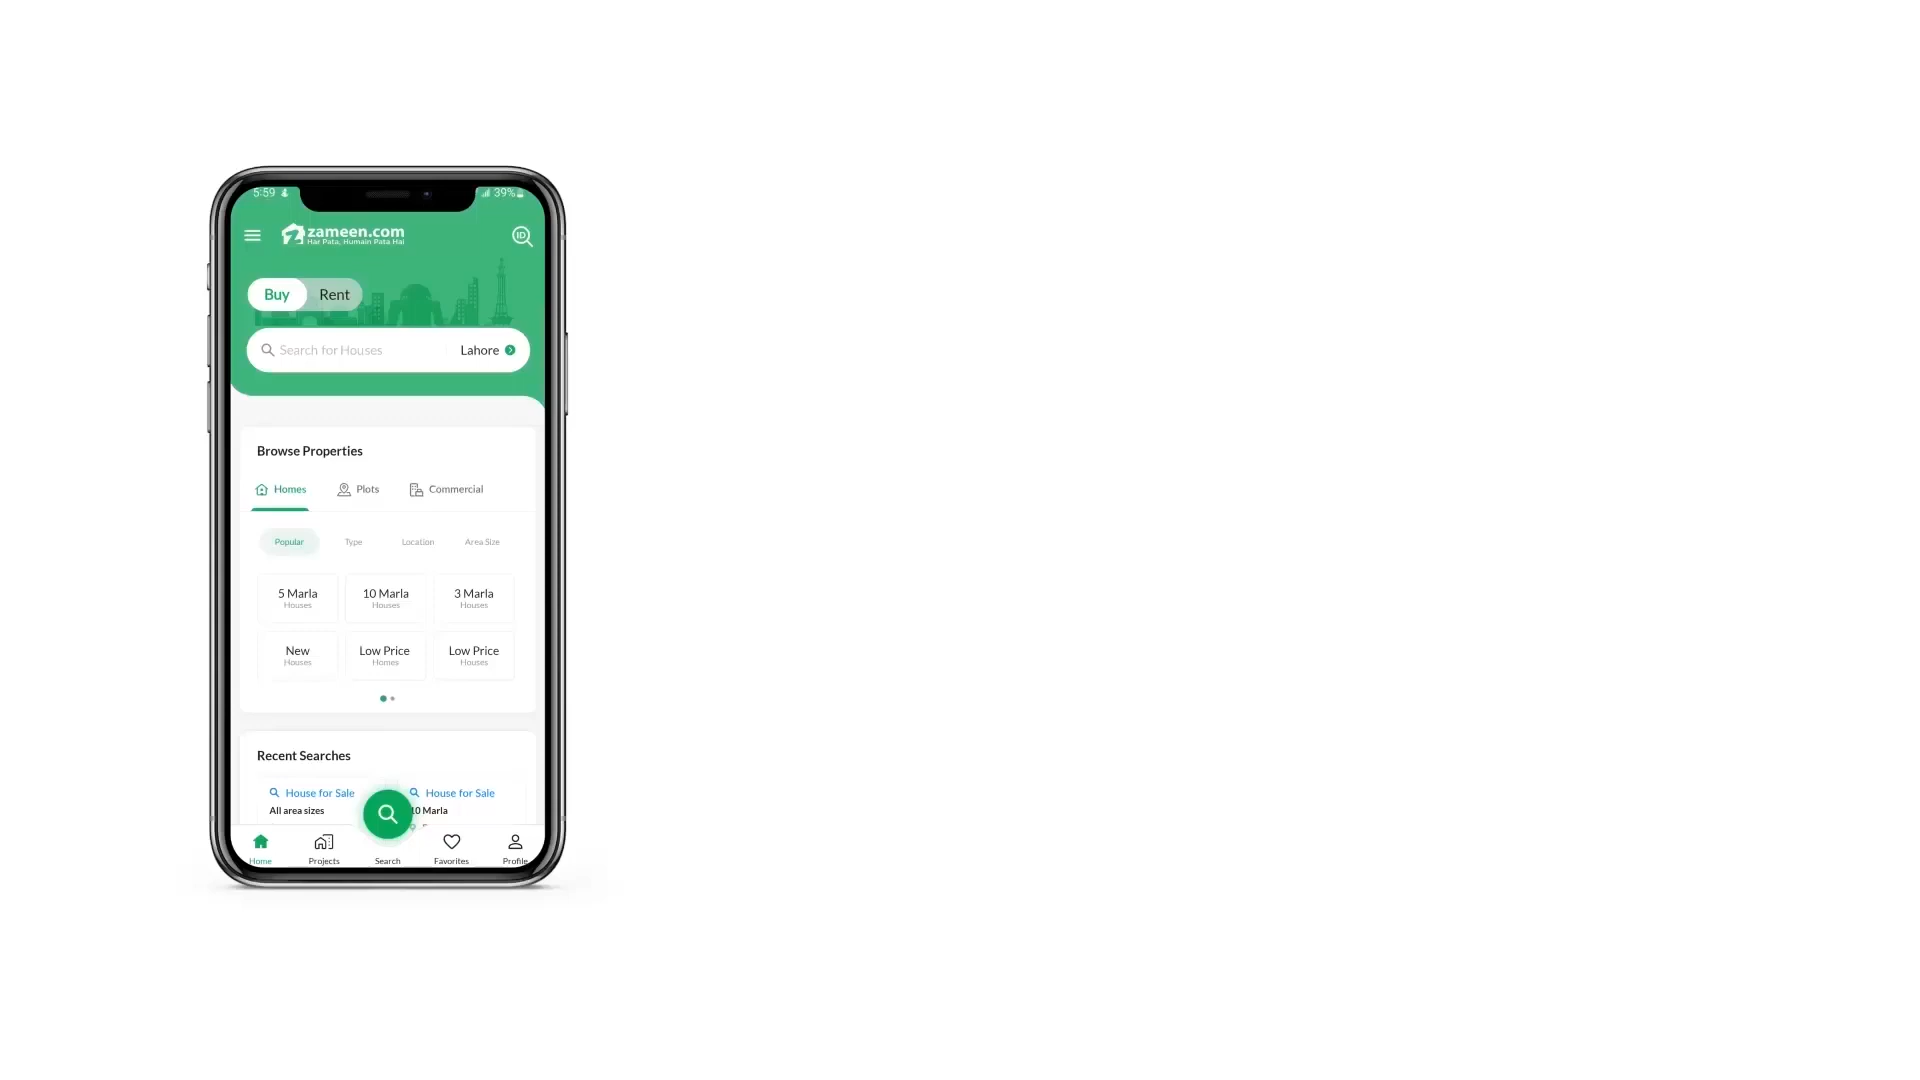 5:59
39%
zameen.com
Har Pata, Humain Pata Hai
ID
Buy
Rent
Search for Houses
Lahore
Browse Properties
Homes
Plots
Commercial
Popular
Type
Location
Area Size
5 Marla
Houses
10 Marla
Houses
3 Marla
Houses
New
Houses
Low Price
Homes
Low Price
Houses
Recent Searches
House for Sale
All area sizes
House for Sale
10 Marla
Home
Projects
Search
Favorites
Profile